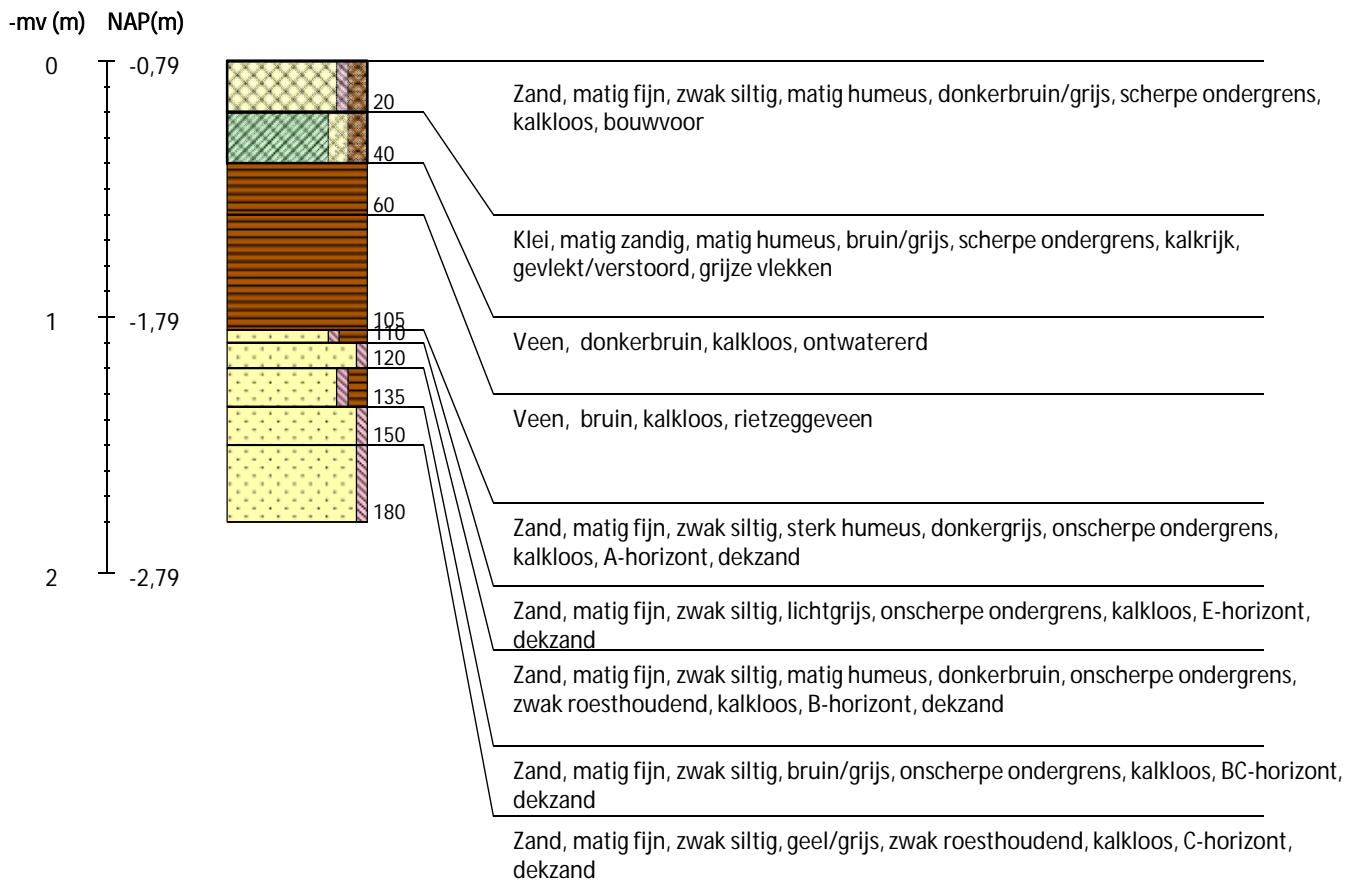 -mv (m) NAP(m)
0 -0,79
20
40
60
1 -1,79
105
110
120
135
150
180
2 -2,79
Zand, matig fijn, zwak siltig, matig humeus, donkerbruin/grijs, scherpe ondergrens,
kalkloos, bouwvoor
Klei, matig zandig, matig humeus, bruin/grijs, scherpe ondergrens, kalkrijk,
gevlekt/verstoord, grijze vlekken
Veen, donkerbruin, kalkloos, ontwatererd
Veen, bruin, kalkloos, rietzeggeveen
Zand, matig fijn, zwak siltig, sterk humeus, donkergrijs, onscherpe ondergrens,
kalkloos, A-horizont, dekzand
Zand, matig fijn, zwak siltig, lichtgrijs, onscherpe ondergrens, kalkloos, E-horizont,
dekzand
Zand, matig fijn, zwak siltig, matig humeus, donkerbruin, onscherpe ondergrens,
zwak roesthoudend, kalkloos, B-horizont, dekzand
Zand, matig fijn, zwak siltig, bruin/grijs, onscherpe ondergrens, kalkloos, BC-horizont,
dekzand
Zand, matig fijn, zwak siltig, geel/grijs, zwak roesthoudend, kalkloos, C-horizont,
dekzand